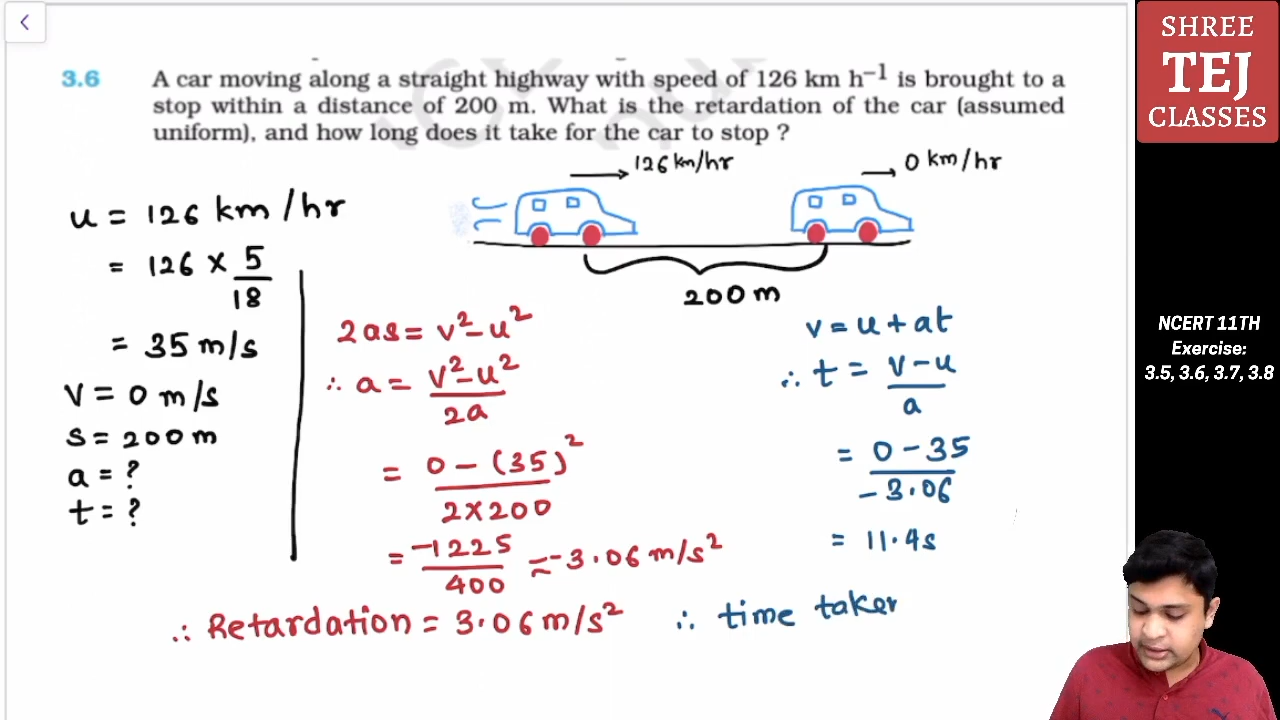 3.6 A car moving along a straight highway with speed of 126 km h⁻¹ is brought to a
stop within a distance of 200 m. What is the retardation of the car (assumed
uniform), and how long does it take for the car to stop ?
126 km/hr
0 km/hr
200 m
u = 126 km/hr
= 126 × 5/18
= 35 m/s
v = 0 m/s
s = 200 m
a = ?
t = ?
2as = v² - u²
∴ a = v² - u² / 2a
= 0 - (35)² / 2×200
= -1225 / 400 ≈ -3.06 m/s²
∴ Retardation = 3.06 m/s²
v = u + at
∴ t = v - u / a
= 0 - 35 / -3.06
= 11.4s
∴ time taken
SHREE
TEJ
CLASSES
NCERT 11TH
Exercise:
3.5, 3.6, 3.7, 3.8